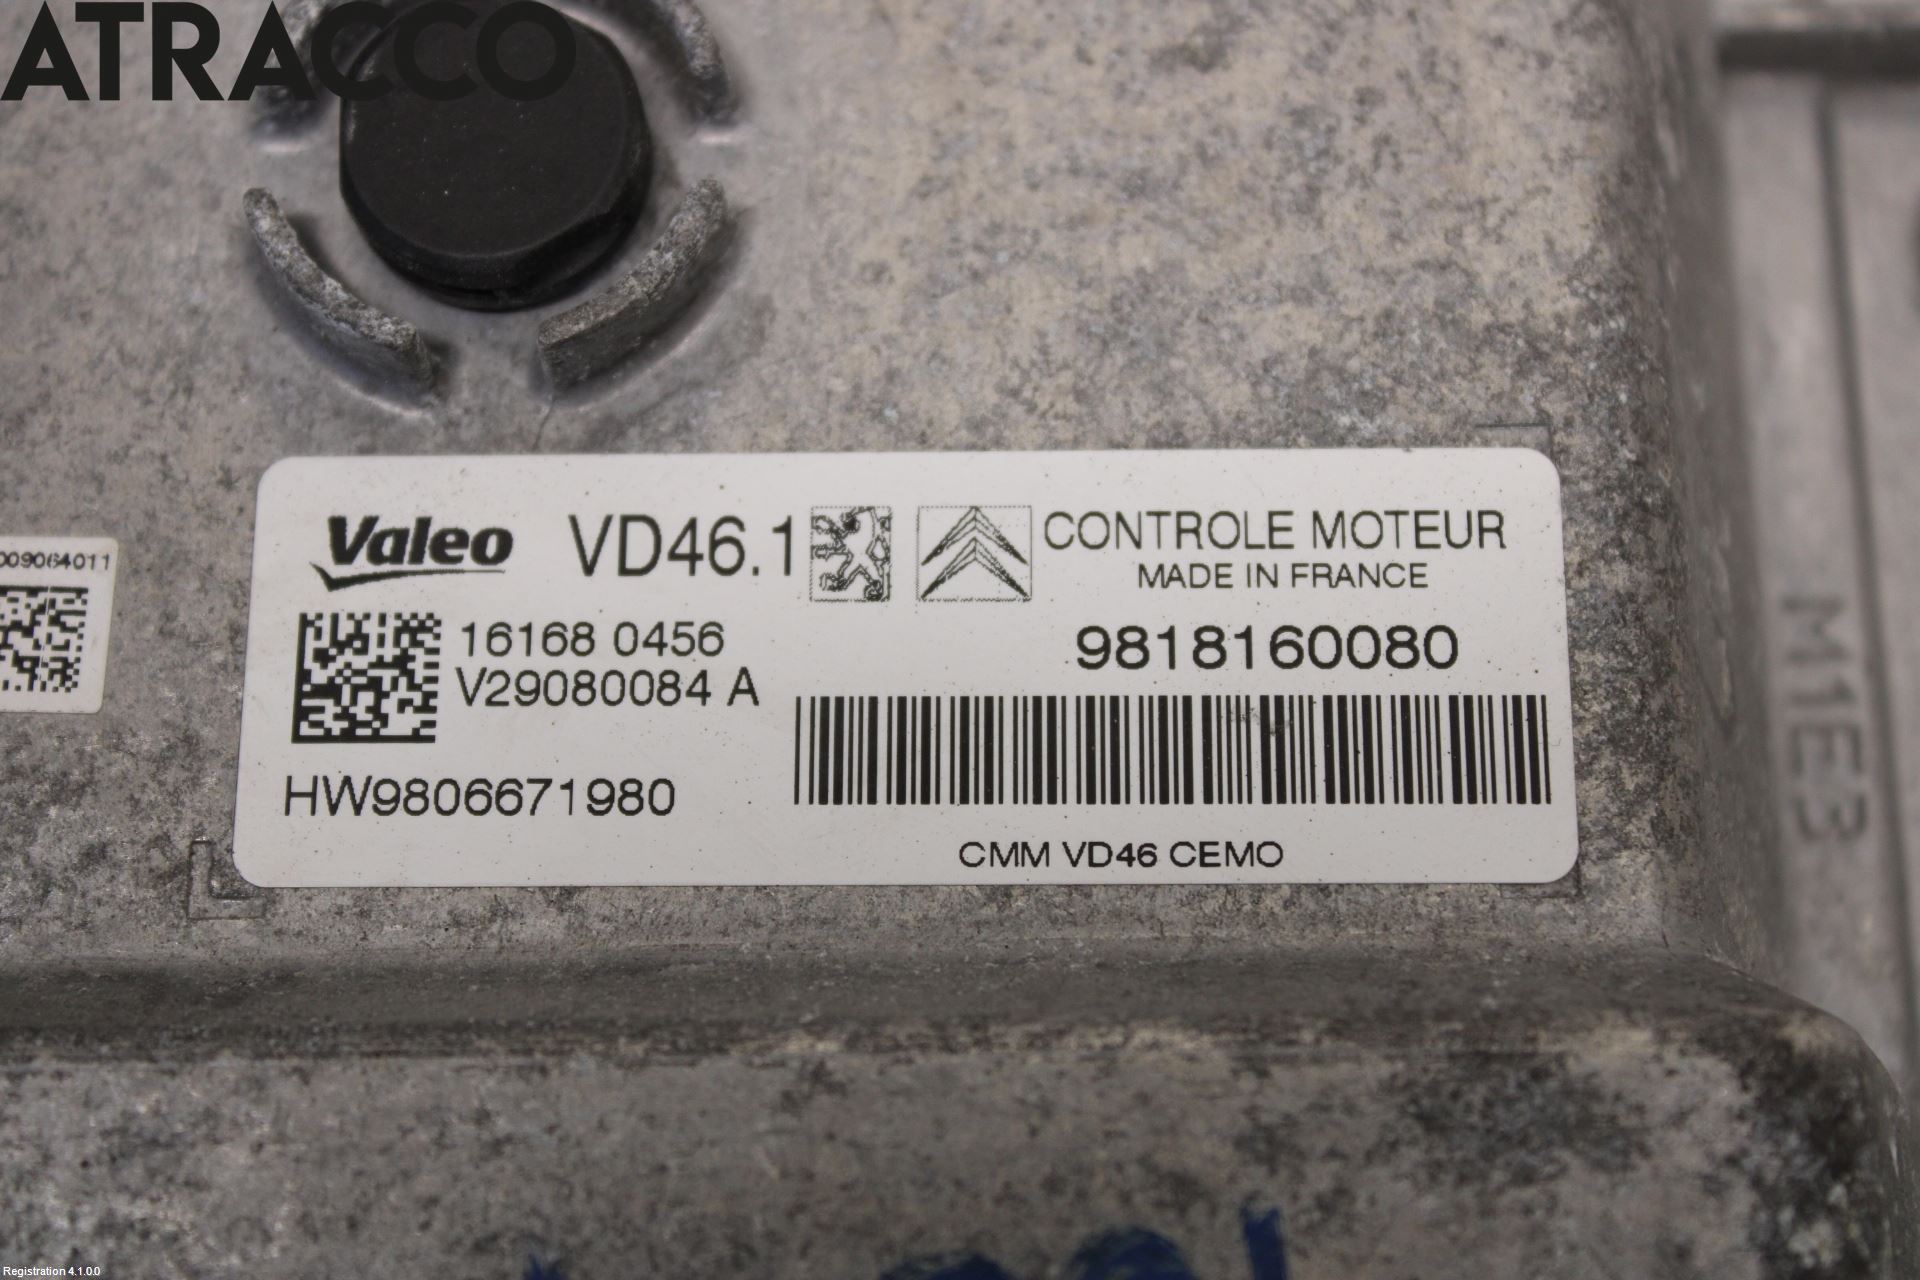 ATRACCO
009064011
Valeo VD46.1 CONTROLE MOTEUR
MADE IN FRANCE
16168 0456
V29080084 A
9818160080
HW9806671980
CMM VD46 CEMO
M1E3
Registration 4.1.0.0